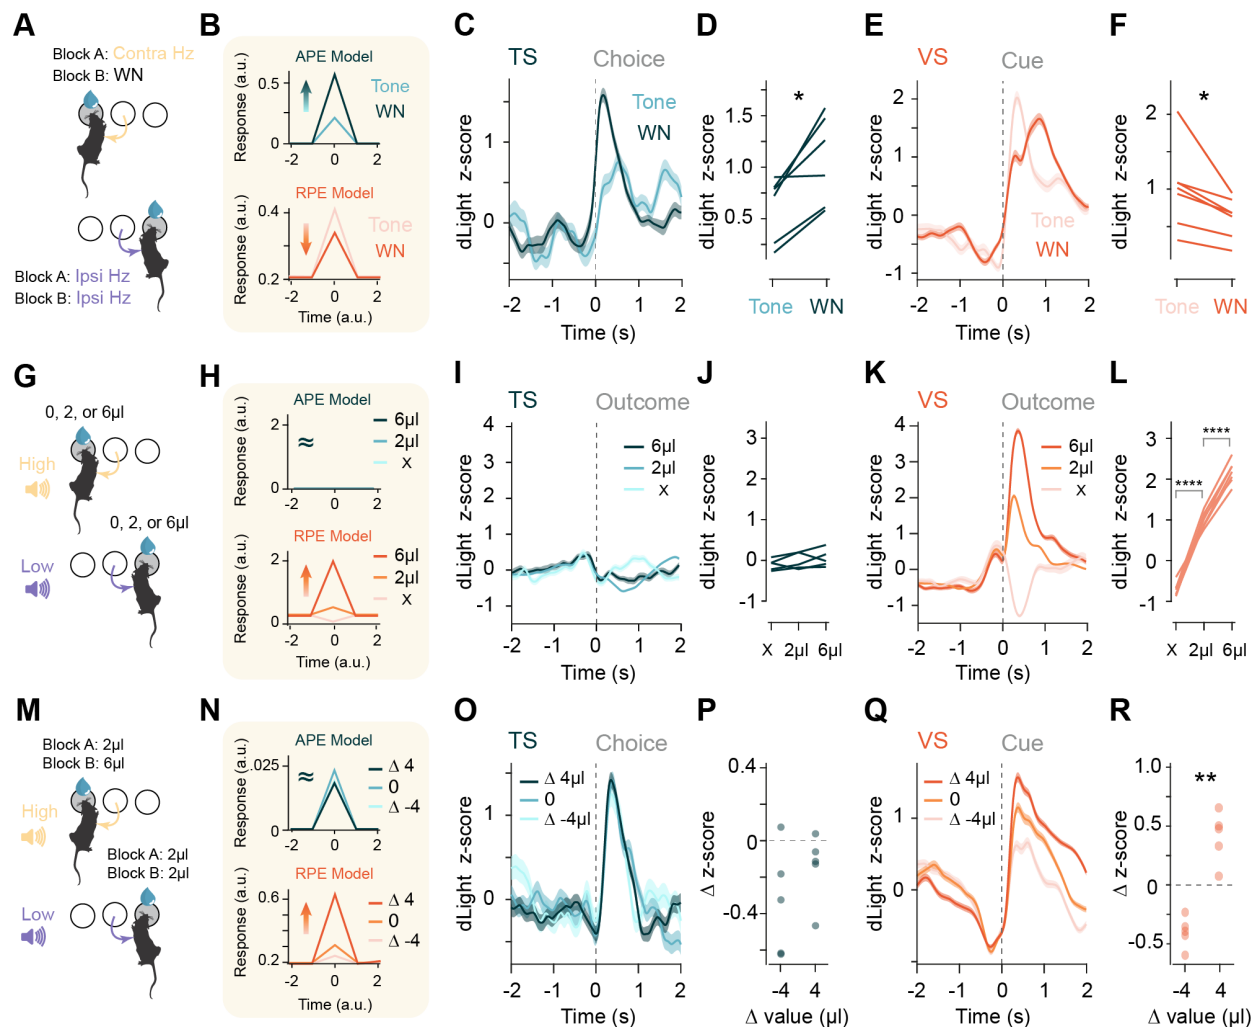 A
Block A: Contra Hz
Block B: WN
Block A: Ipsi Hz
Block B: Ipsi Hz
B
APE Model
Response (a.u.)
0.5
0
Tone
WN
-2 0 2
RPE Model
Response (a.u.)
0.4
0.2
Tone
WN
-2 0 2
Time (a.u.)
C
TS
Choice
Tone
WN
dLight z-score
1
0
-2 -1 0 1 2
Time (s)
D
*
dLight z-score
1.5
1.0
0.5
Tone WN
E
VS
Cue
dLight z-score
2
1
0
-1
Tone
WN
-2 -1 0 1 2
Time (s)
F
*
dLight z-score
2
1
Tone WN
G
0, 2, or 6µl
High
0, 2, or 6µl
Low
H
APE Model
Response (a.u.)
2
0
≈
6µl
2µl
X
RPE Model
Response (a.u.)
2
0
6µl
2µl
X
-2 0 2
Time (a.u.)
I
TS
Outcome
dLight z-score
4
3
2
1
0
-1
6µl
2µl
X
-2 -1 0 1 2
Time (s)
J
dLight z-score
3
2
1
0
-1
X 2µl 6µl
K
VS
Outcome
dLight z-score
4
3
2
1
0
-1
6µl
2µl
X
-2 -1 0 1 2
Time (s)
L
dLight z-score
3
2
1
0
-1
****
****
X 2µl 6µl
M
Block A: 2µl
Block B: 6µl
High
Block A: 2µl
Block B: 2µl
Low
N
APE Model
Response (a.u.)
.025
0
≈
Δ 4
0
Δ -4
RPE Model
Response (a.u.)
0.6
0.2
Δ 4
0
Δ -4
-2 0 2
Time (a.u.)
O
TS
Choice
dLight z-score
1
0
Δ 4µl
0
Δ -4µl
-2 -1 0 1 2
Time (s)
P
Δ z-score
0.4
0
-0.4
-4 4
Δ value (µl)
Q
VS
Cue
dLight z-score
1
0
Δ 4µl
0
Δ -4µl
-2 -1 0 1 2
Time (s)
R
**
Δ z-score
1.0
0.5
0
-0.5
-4 4
Δ value (µl)